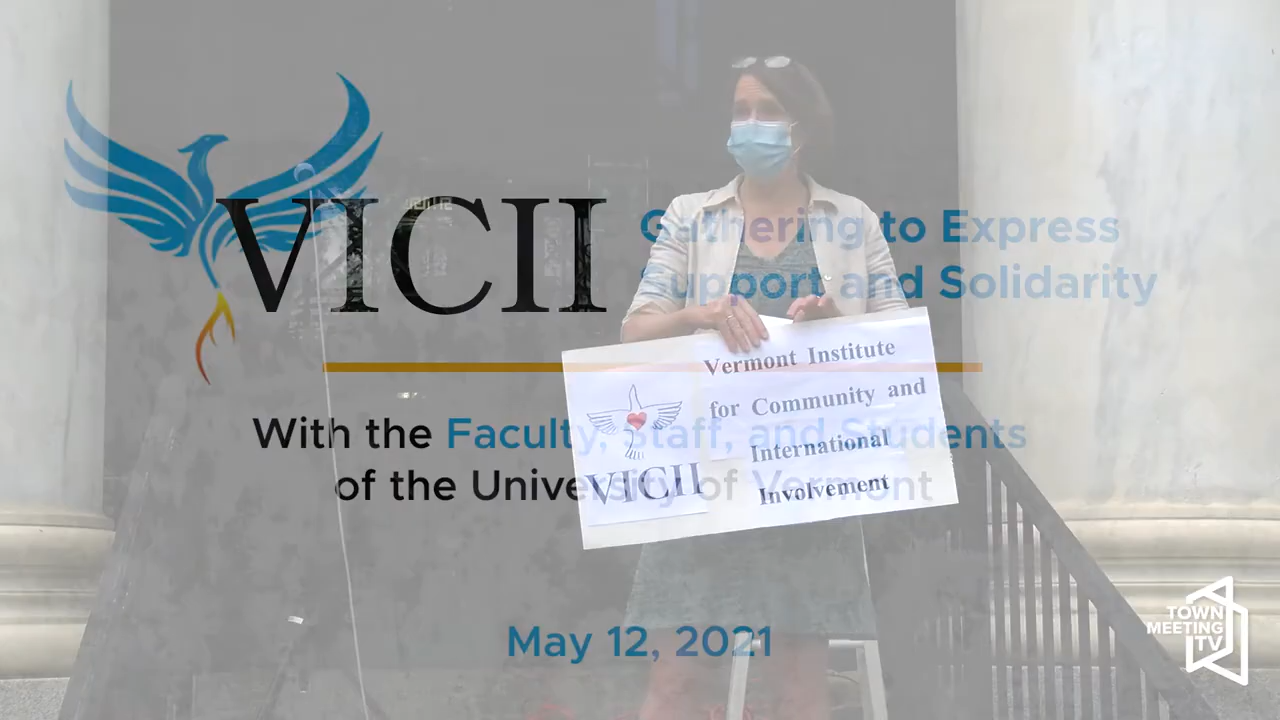 VICII
Gathering to Express
Support and Solidarity
With the Faculty, Staff, and Students
of the University of Vermont
May 12, 2021
Vermont Institute
for Community and
International
Involvement
VICII
TOWN
MEETING
TV